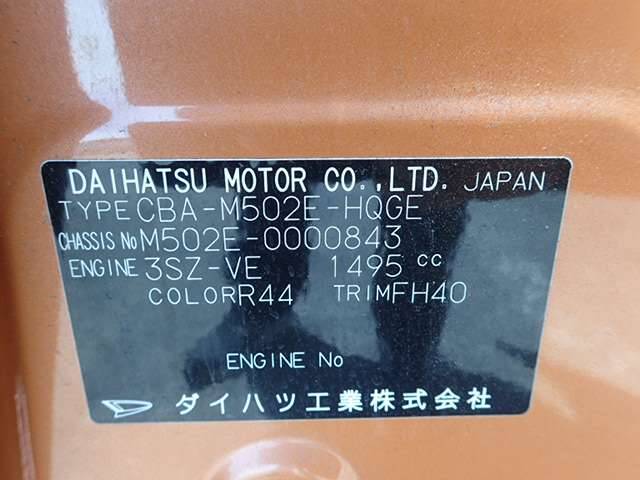 DAIHATSU MOTOR CO.,LTD. JAPAN
TYPE CBA-M502E-HQGE
CHASSIS No M502E-0000843
ENGINE 3SZ-VE 1495 cc
COLOR R44 TRIM FH40
ENGINE No
ダイハツ工業株式会社